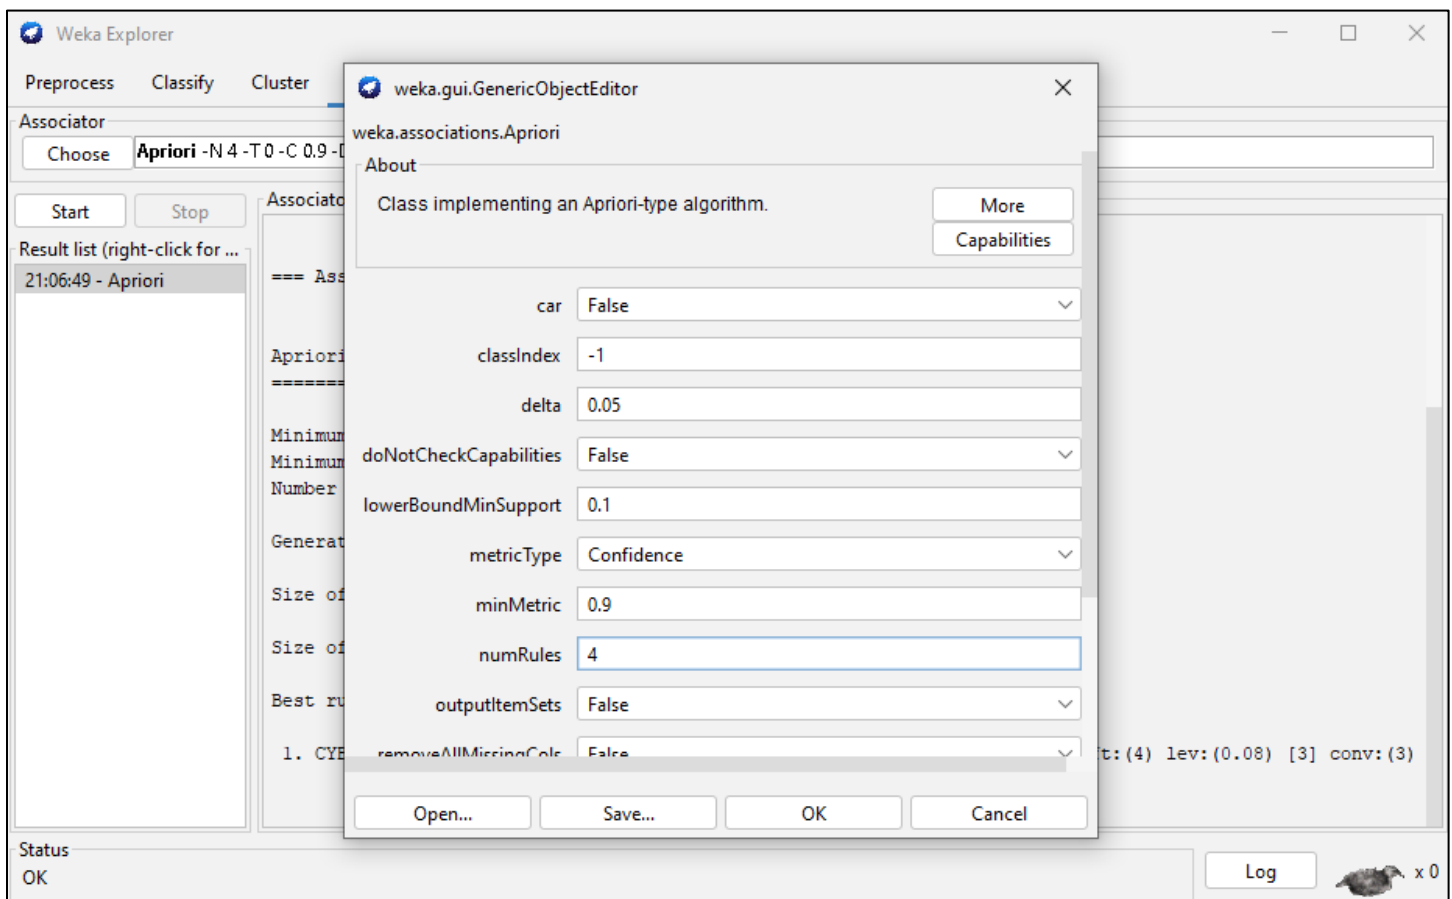 Weka Explorer
Preprocess Classify Cluster
Associator
Choose Apriori -N 4 -T 0 -C 0.9 -D
Start Stop
Result list (right-click for ...
21:06:49 - Apriori
Associato
=== Ass
Apriori
=======
Minimum
Minimum
Number
Generat
Size of
Size of
Best ru
1. CYB
t:(4) lev:(0.08) [3] conv:(3)
weka.gui.GenericObjectEditor
weka.associations.Apriori
About
Class implementing an Apriori-type algorithm.
More
Capabilities
car False
classIndex -1
delta 0.05
doNotCheckCapabilities False
lowerBoundMinSupport 0.1
metricType Confidence
minMetric 0.9
numRules 4
outputItemSets False
removeAllMissingCols False
Open... Save... OK Cancel
Status
OK
Log x 0